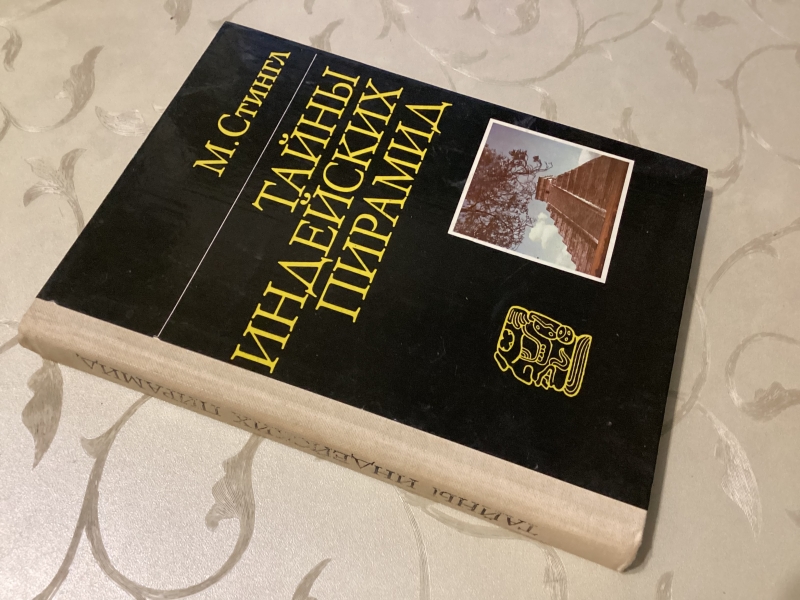 М. Стингл
ТАЙНЫ
ИНДЕЙСКИХ
ПИРАМИД
ТАЙНЫ ИНДЕЙСКИХ ПИРАМИД